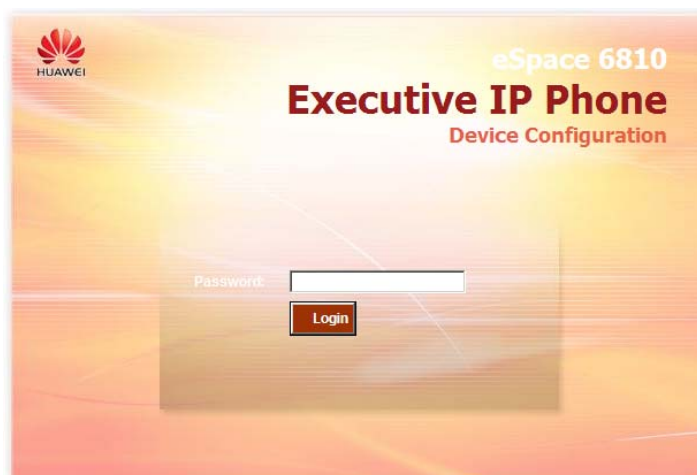 HUAWEI
eSpace 6810
Executive IP Phone
Device Configuration
Password:
Login